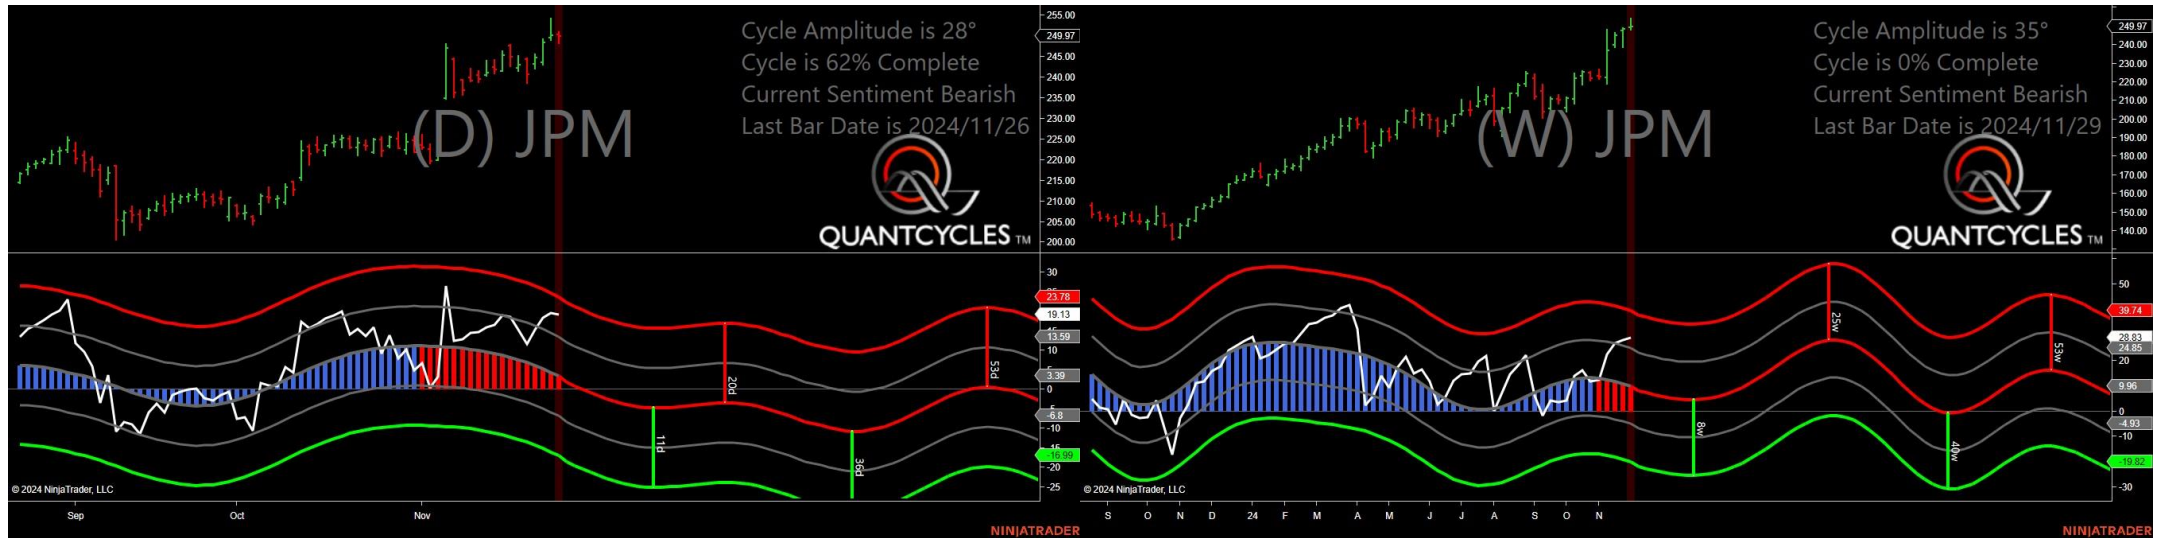 Cycle Amplitude is 28°
Cycle is 62% Complete
Current Sentiment Bearish
Last Bar Date is 2024/11/26
(D) JPM
QUANTCYCLES TM
255.00
249.97
245.00
240.00
235.00
230.00
225.00
220.00
215.00
210.00
205.00
200.00
30
23.78
19.13
13.59
10
3.39
0
-6.8
-10
-16.99
-20
-25
11d
20d
36d
53d
© 2024 NinjaTrader, LLC
Sep
Oct
Nov
NINJATRADER
Cycle Amplitude is 35°
Cycle is 0% Complete
Current Sentiment Bearish
Last Bar Date is 2024/11/29
(W) JPM
QUANTCYCLES TM
249.97
240.00
230.00
220.00
210.00
200.00
190.00
180.00
170.00
160.00
150.00
140.00
50
39.74
28.83
24.85
20
9.96
0
-4.93
-10
-19.82
-30
8w
25w
40w
53w
© 2024 NinjaTrader, LLC
S O N D 24 F M A M J J A S O N
NINJATRADER